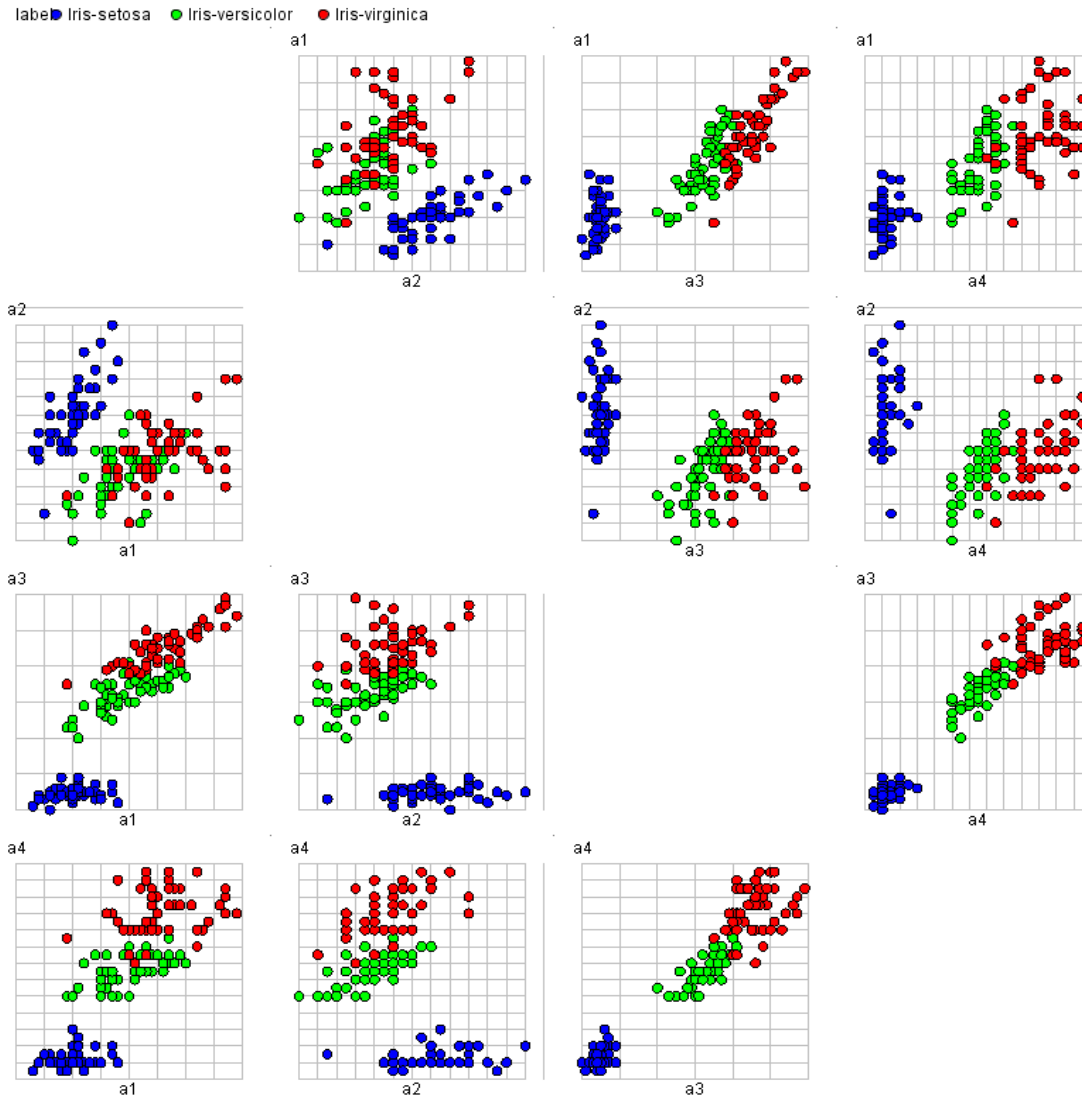 label Iris-setosa Iris-versicolor Iris-virginica
a1 a1 a1
a2 a3 a4
a2 a2 a2
a1 a3 a4
a3 a3 a3
a1 a2 a4
a4 a4 a4
a1 a2 a3